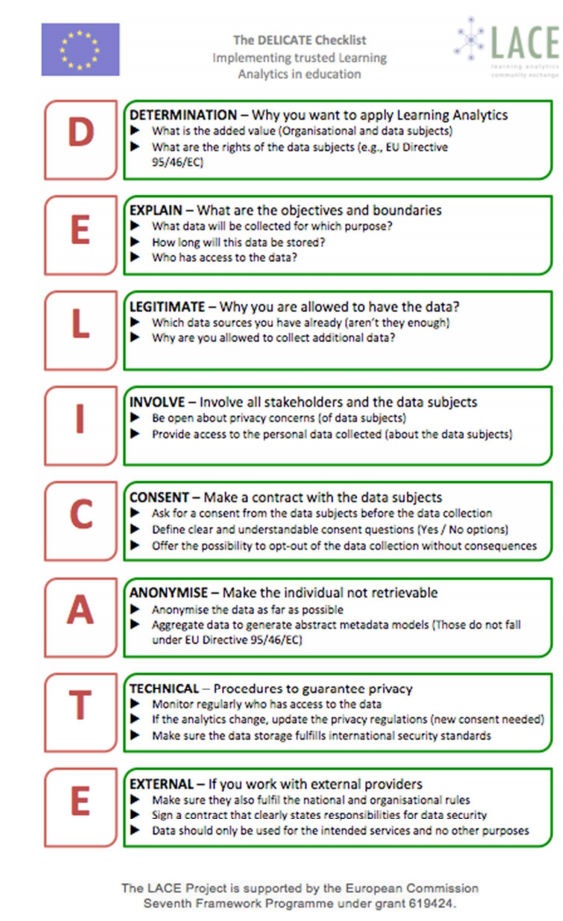 The DELICATE Checklist
Implementing trusted Learning
Analytics in education
LACE
learning analytics
community exchange
D
DETERMINATION – Why you want to apply Learning Analytics
► What is the added value (Organisational and data subjects)
► What are the rights of the data subjects (e.g., EU Directive
95/46/EC)
E
EXPLAIN – What are the objectives and boundaries
► What data will be collected for which purpose?
► How long will this data be stored?
► Who has access to the data?
L
LEGITIMATE – Why you are allowed to have the data?
► Which data sources you have already (aren't they enough)
► Why are you allowed to collect additional data?
I
INVOLVE – Involve all stakeholders and the data subjects
► Be open about privacy concerns (of data subjects)
► Provide access to the personal data collected (about the data subjects)
C
CONSENT – Make a contract with the data subjects
► Ask for a consent from the data subjects before the data collection
► Define clear and understandable consent questions (Yes / No options)
► Offer the possibility to opt-out of the data collection without consequences
A
ANONYMISE – Make the individual not retrievable
► Anonymise the data as far as possible
► Aggregate data to generate abstract metadata models (Those do not fall
under EU Directive 95/46/EC)
T
TECHNICAL – Procedures to guarantee privacy
► Monitor regularly who has access to the data
► If the analytics change, update the privacy regulations (new consent needed)
► Make sure the data storage fulfills international security standards
E
EXTERNAL – If you work with external providers
► Make sure they also fulfil the national and organisational rules
► Sign a contract that clearly states responsibilities for data security
► Data should only be used for the intended services and no other purposes
The LACE Project is supported by the European Commission
Seventh Framework Programme under grant 619424.